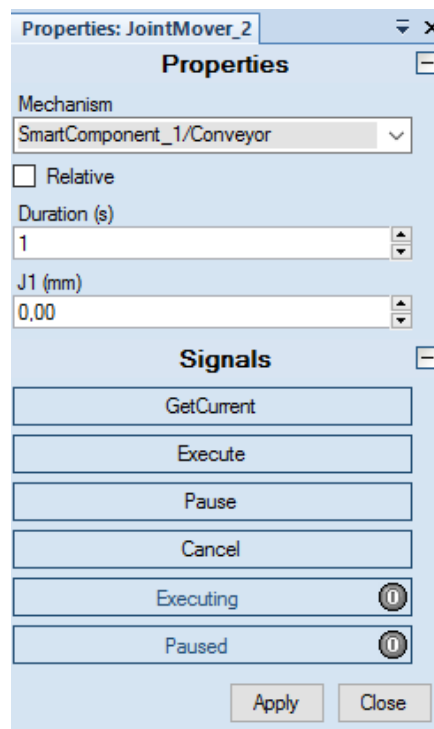 Properties: JointMover_2
Properties
Mechanism
SmartComponent_1/Conveyor
Relative
Duration (s)
1
J1 (mm)
0,00
Signals
GetCurrent
Execute
Pause
Cancel
Executing 0
Paused 0
Apply Close